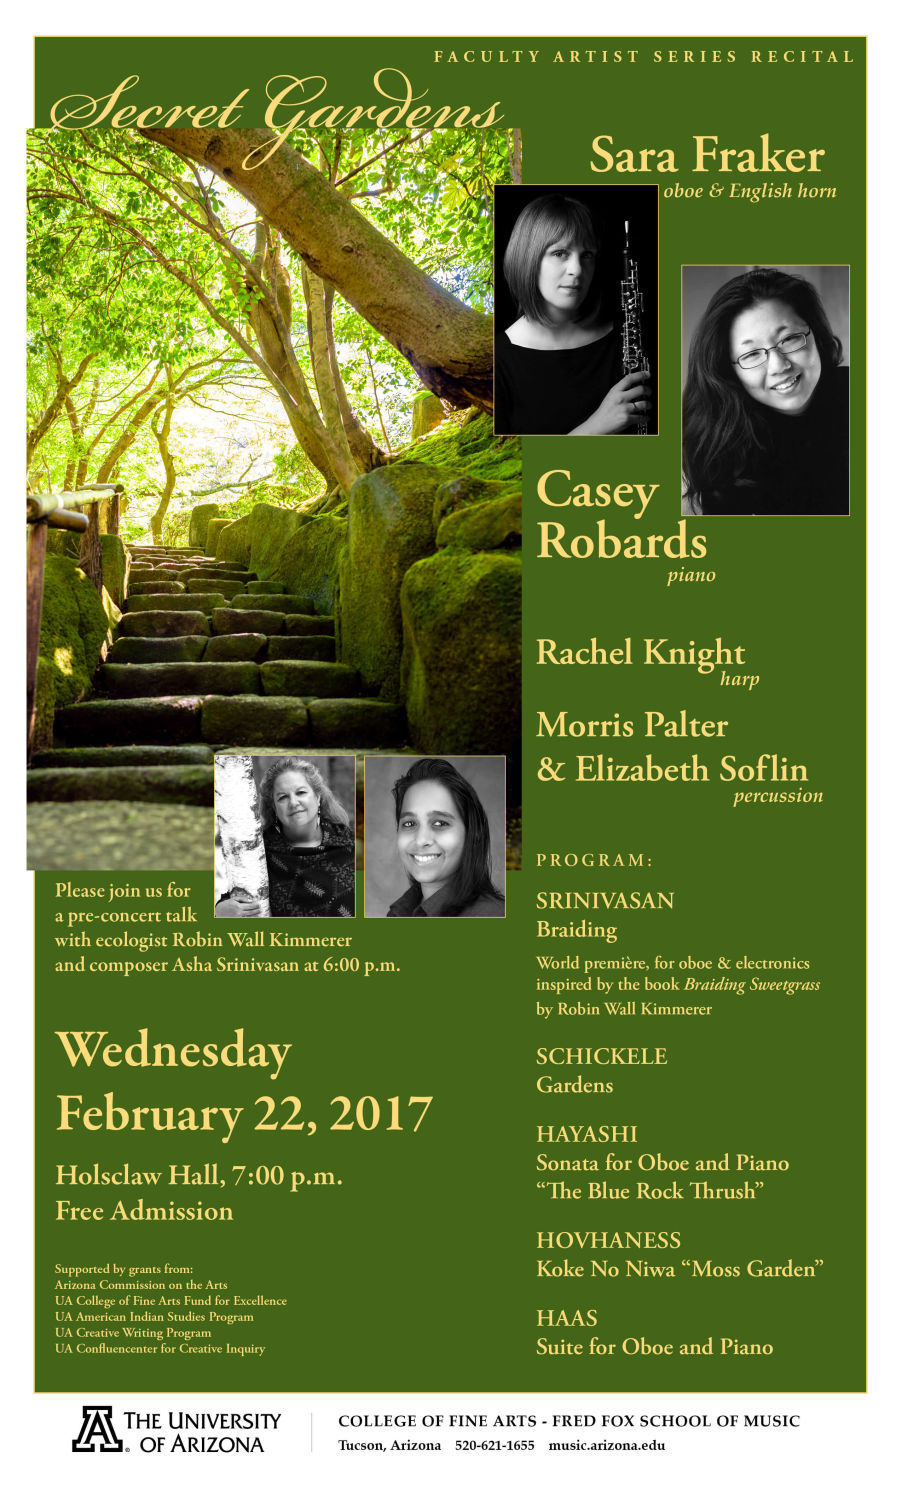 FACULTY ARTIST SERIES RECITAL
Secret Gardens
Sara Fraker
oboe & English horn
Casey
Robards
piano
Rachel Knight
harp
Morris Palter
& Elizabeth Soflin
percussion
PROGRAM:
SRINIVASAN
Braiding
World première, for oboe & electronics
inspired by the book Braiding Sweetgrass
by Robin Wall Kimmerer
SCHICKELE
Gardens
HAYASHI
Sonata for Oboe and Piano
“The Blue Rock Thrush”
HOVHANESS
Koke No Niwa “Moss Garden”
HAAS
Suite for Oboe and Piano
Please join us for
a pre-concert talk
with ecologist Robin Wall Kimmerer
and composer Asha Srinivasan at 6:00 p.m.
Wednesday
February 22, 2017
Holsclaw Hall, 7:00 p.m.
Free Admission
Supported by grants from:
Arizona Commission on the Arts
UA College of Fine Arts Fund for Excellence
UA American Indian Studies Program
UA Creative Writing Program
UA Confluencenter for Creative Inquiry
A
THE UNIVERSITY
OF ARIZONA
COLLEGE OF FINE ARTS - FRED FOX SCHOOL OF MUSIC
Tucson, Arizona 520-621-1655 music.arizona.edu